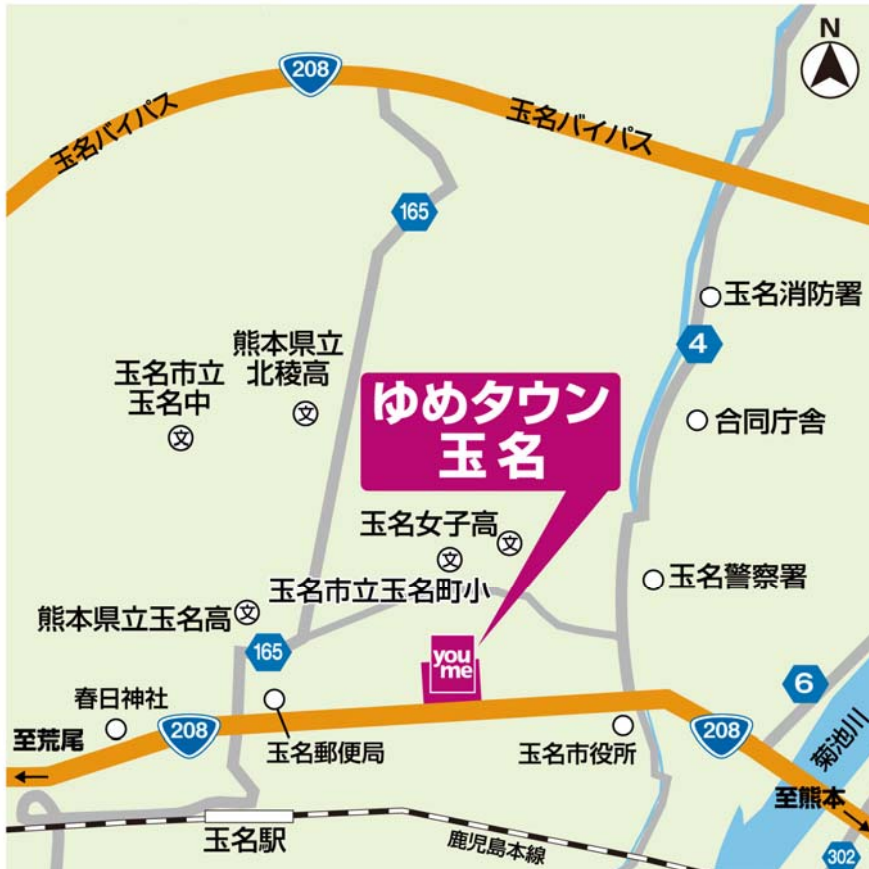 N
208
玉名バイパス
玉名バイパス
165
玉名消防署
4
熊本県立
北稜高
玉名市立
玉名中
文
文
ゆめタウン
玉名
合同庁舎
玉名女子高
文
文
玉名市立玉名町小
玉名警察署
熊本県立玉名高
文
165
you
me
6
春日神社
208
至荒尾
玉名郵便局
玉名市役所
208
菊池川
至熊本
玉名駅
鹿児島本線
302